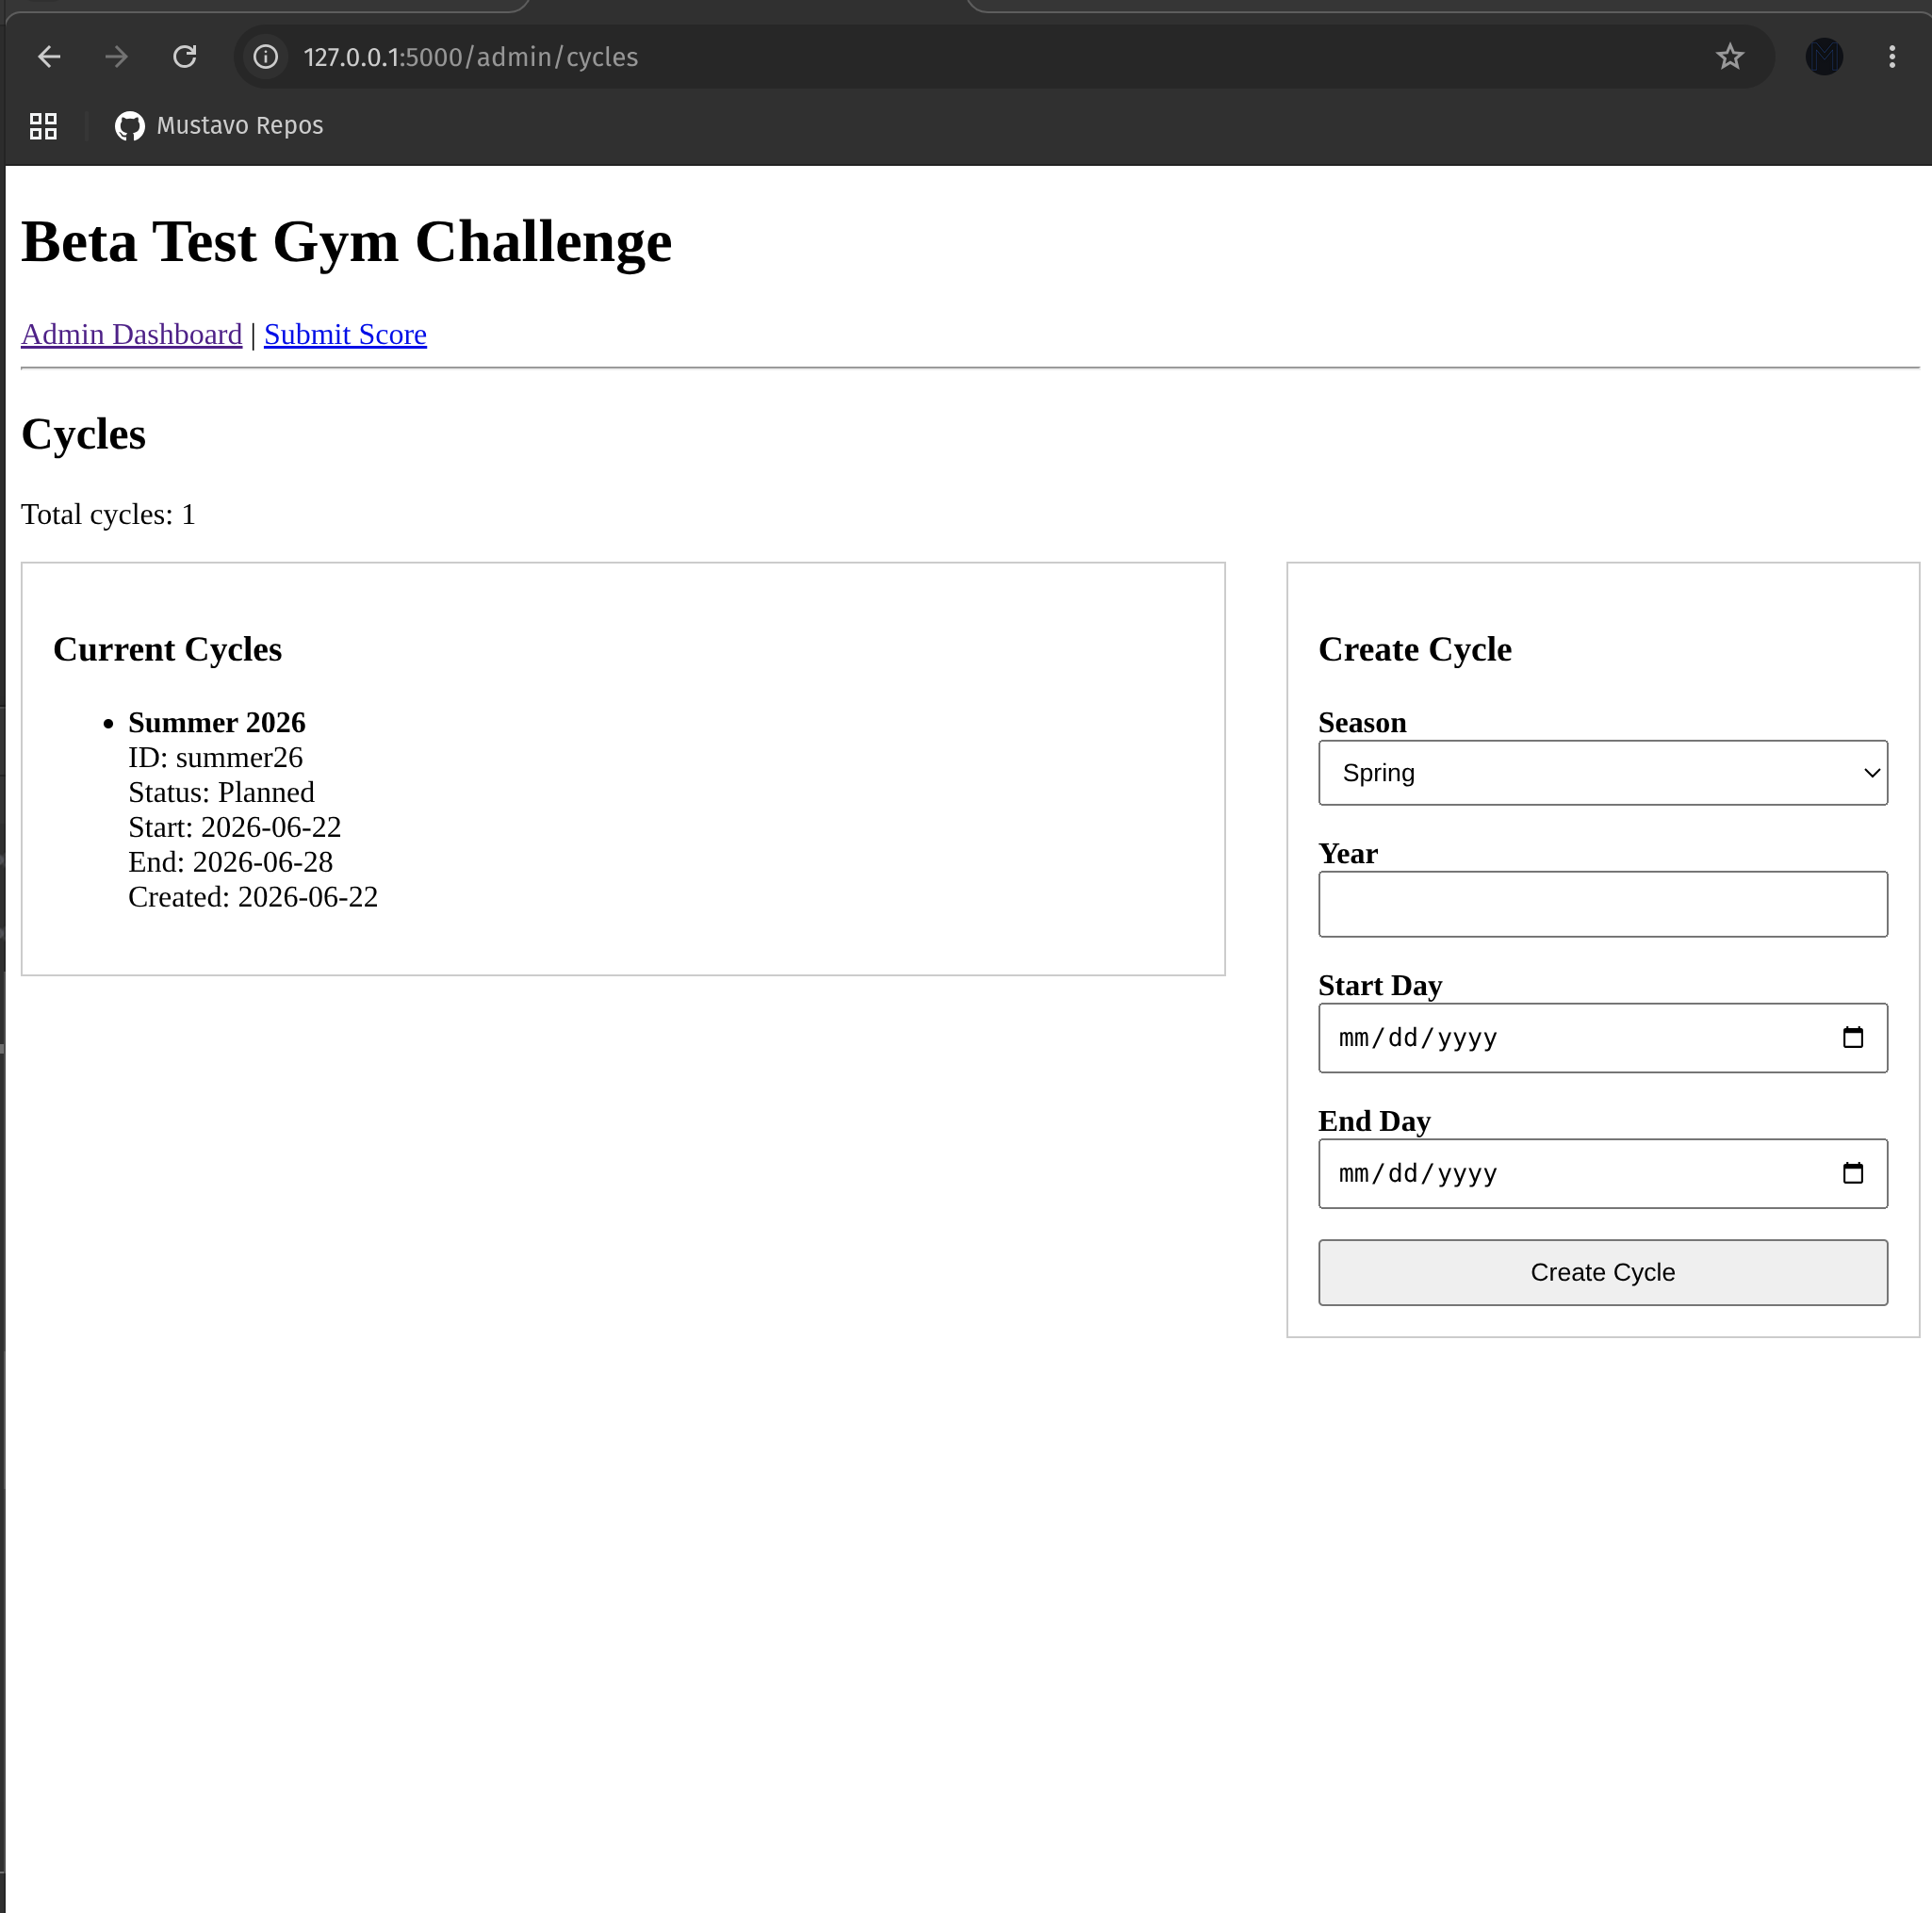 127.0.0.1:5000/admin/cycles
Mustavo Repos
Beta Test Gym Challenge
Admin Dashboard | Submit Score
Cycles
Total cycles: 1
Current Cycles
Summer 2026
ID: summer26
Status: Planned
Start: 2026-06-22
End: 2026-06-28
Created: 2026-06-22
Create Cycle
Season
Spring
Year
Start Day
mm/dd/yyyy
End Day
mm/dd/yyyy
Create Cycle